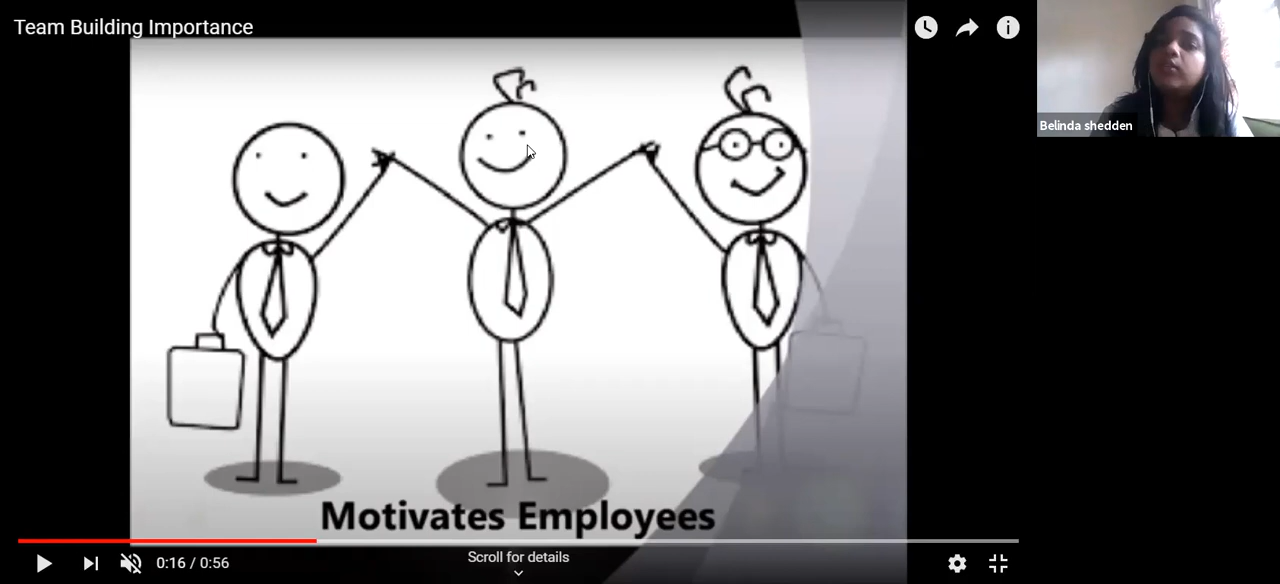 Team Building Importance
Belinda shedden
Motivates Employees
0:16 / 0:56
Scroll for details